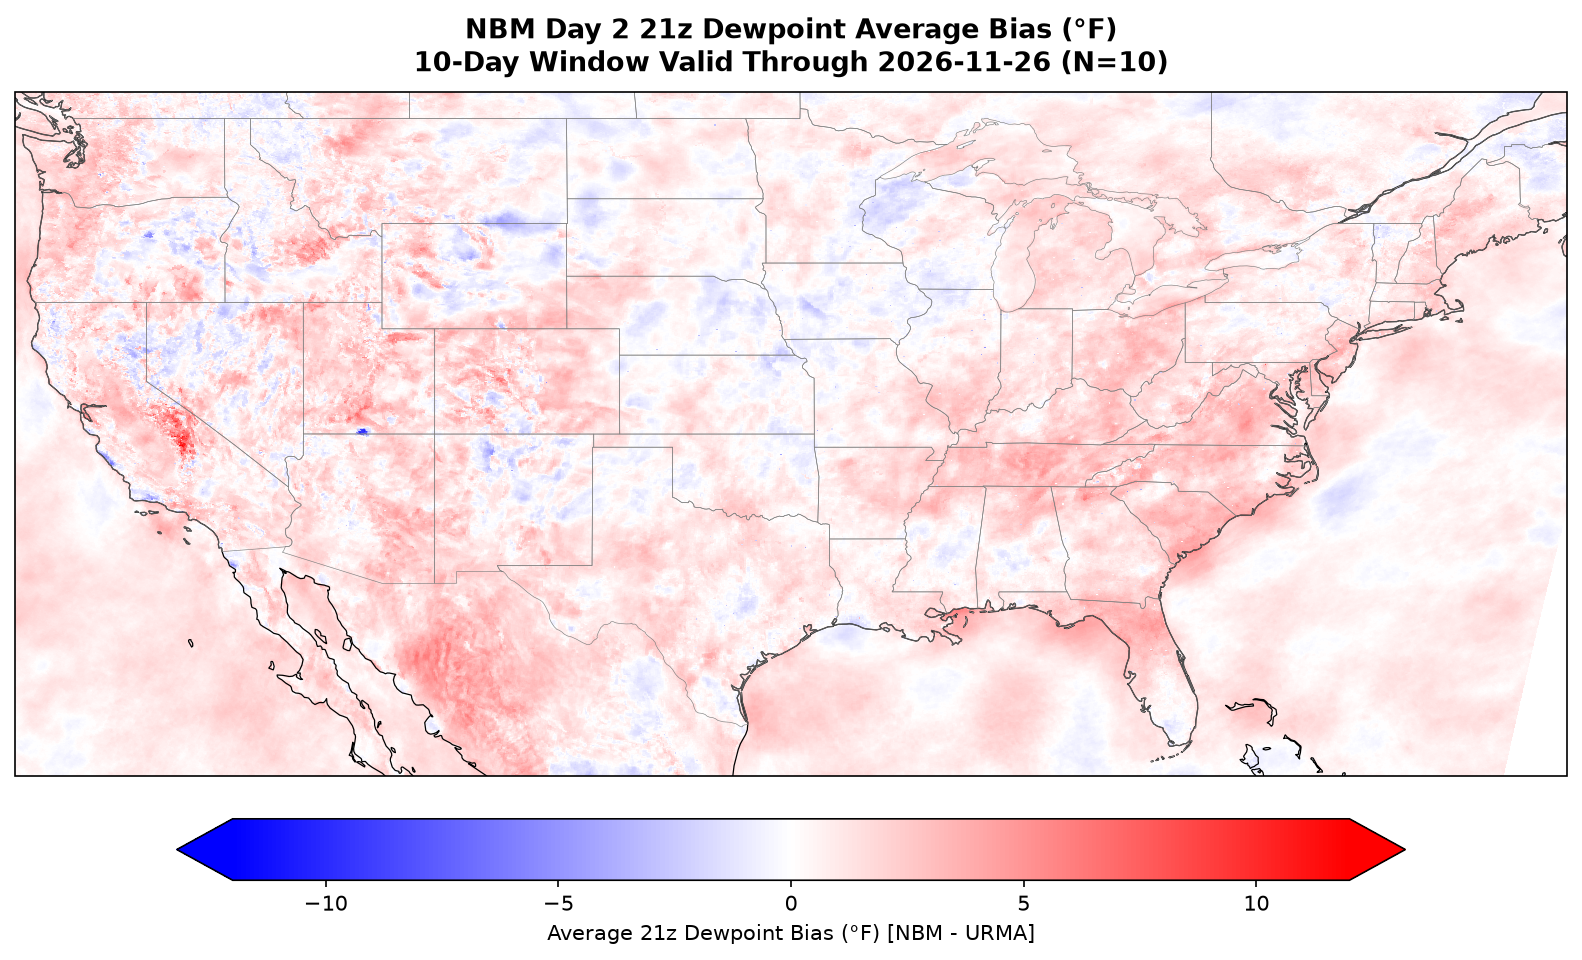 NBM Day 2 21z Dewpoint Average Bias (°F)
10-Day Window Valid Through 2026-11-26 (N=10)
−10 −5 0 5 10
Average 21z Dewpoint Bias (°F) [NBM - URMA]